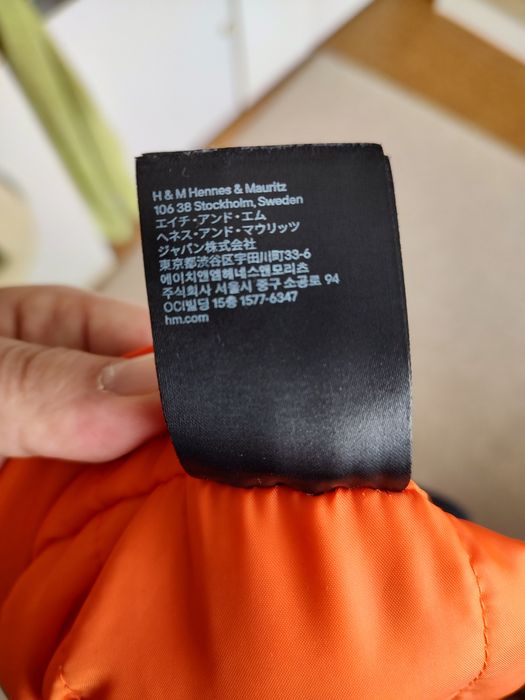 H & M Hennes & Mauritz
106 38 Stockholm, Sweden
エイチ・アンド・エム
ヘネス・アンド・マウリッツ
ジャパン株式会社
東京都渋谷区宇田川町33-6
에이치앤엠헤네스앤모리츠
주식회사 서울시 중구 소공로 94
OCI빌딩 15층 1577-6347
hm.com